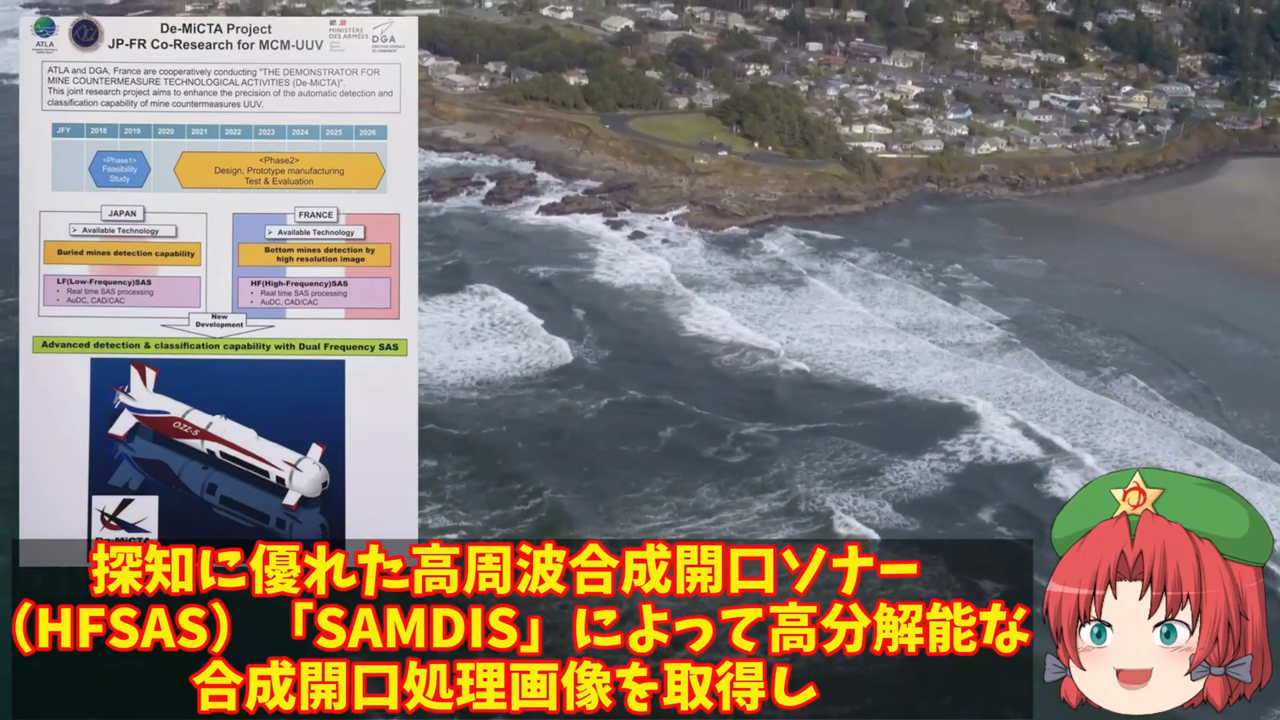 De-MiCTA Project
JP-FR Co-Research for MCM-UUV
ATLA
MINISTÈRE
DES ARMÉES
DGA
ATLA and DGA, France are cooperatively conducting "THE DEMONSTRATOR FOR
MINE COUNTERMEASURE TECHNOLOGICAL ACTIVITIES (De-MiCTA)".
This joint research project aims to enhance the precision of the automatic detection and
classification capability of mine countermeasures UUV.
JFY 2018 2019 2020 2021 2022 2023 2024 2025 2026
<Phase1>
Feasibility
Study
<Phase2>
Design, Prototype manufacturing
Test & Evaluation
JAPAN
➢ Available Technology
Buried mines detection capability
LF(Low-Frequency)SAS
• Real time SAS processing
• AuDC, CAD/CAC
FRANCE
➢ Available Technology
Bottom mines detection by
high resolution image
HF(High-Frequency)SAS
• Real time SAS processing
• AuDC, CAD/CAC
New
Development
Advanced detection & classification capability with Dual Frequency SAS
OZZ-5
De-MiCTA
探知に優れた高周波合成開口ソナー
（HFSAS）「SAMDIS」によって高分解能な
合成開口処理画像を取得し